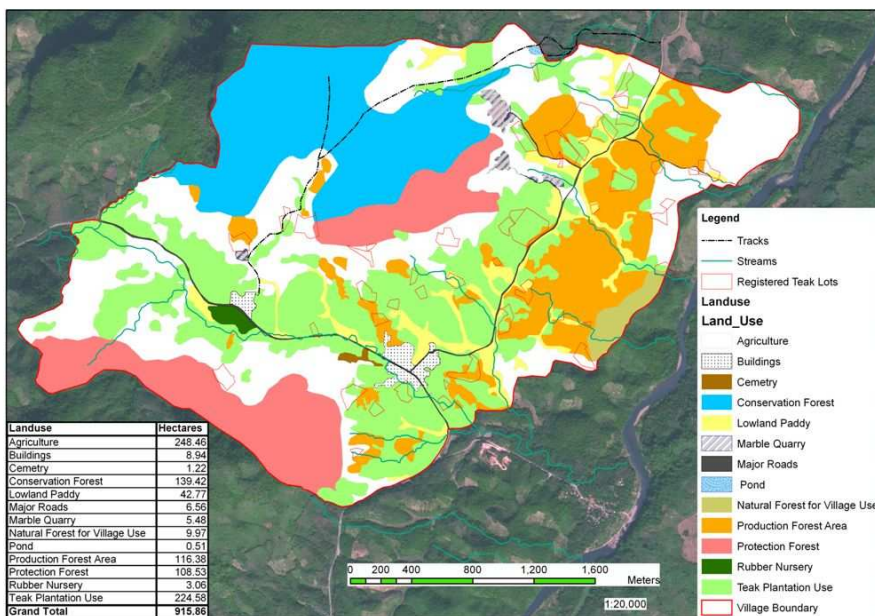 Legend
Tracks
Streams
Registered Teak Lots
Landuse
Land_Use
Agriculture
Buildings
Cemetry
Conservation Forest
Lowland Paddy
Marble Quarry
Major Roads
Pond
Natural Forest for Village Use
Production Forest Area
Protection Forest
Rubber Nursery
Teak Plantation Use
Village Boundary
Landuse Hectares
Agriculture 248.46
Buildings 8.94
Cemetry 1.22
Conservation Forest 139.42
Lowland Paddy 42.77
Major Roads 6.56
Marble Quarry 5.48
Natural Forest for Village Use 9.97
Pond 0.51
Production Forest Area 116.38
Protection Forest 108.53
Rubber Nursery 3.06
Teak Plantation Use 224.58
Grand Total 915.86
0 200 400 800 1,200 1,600
Meters
1:20,000